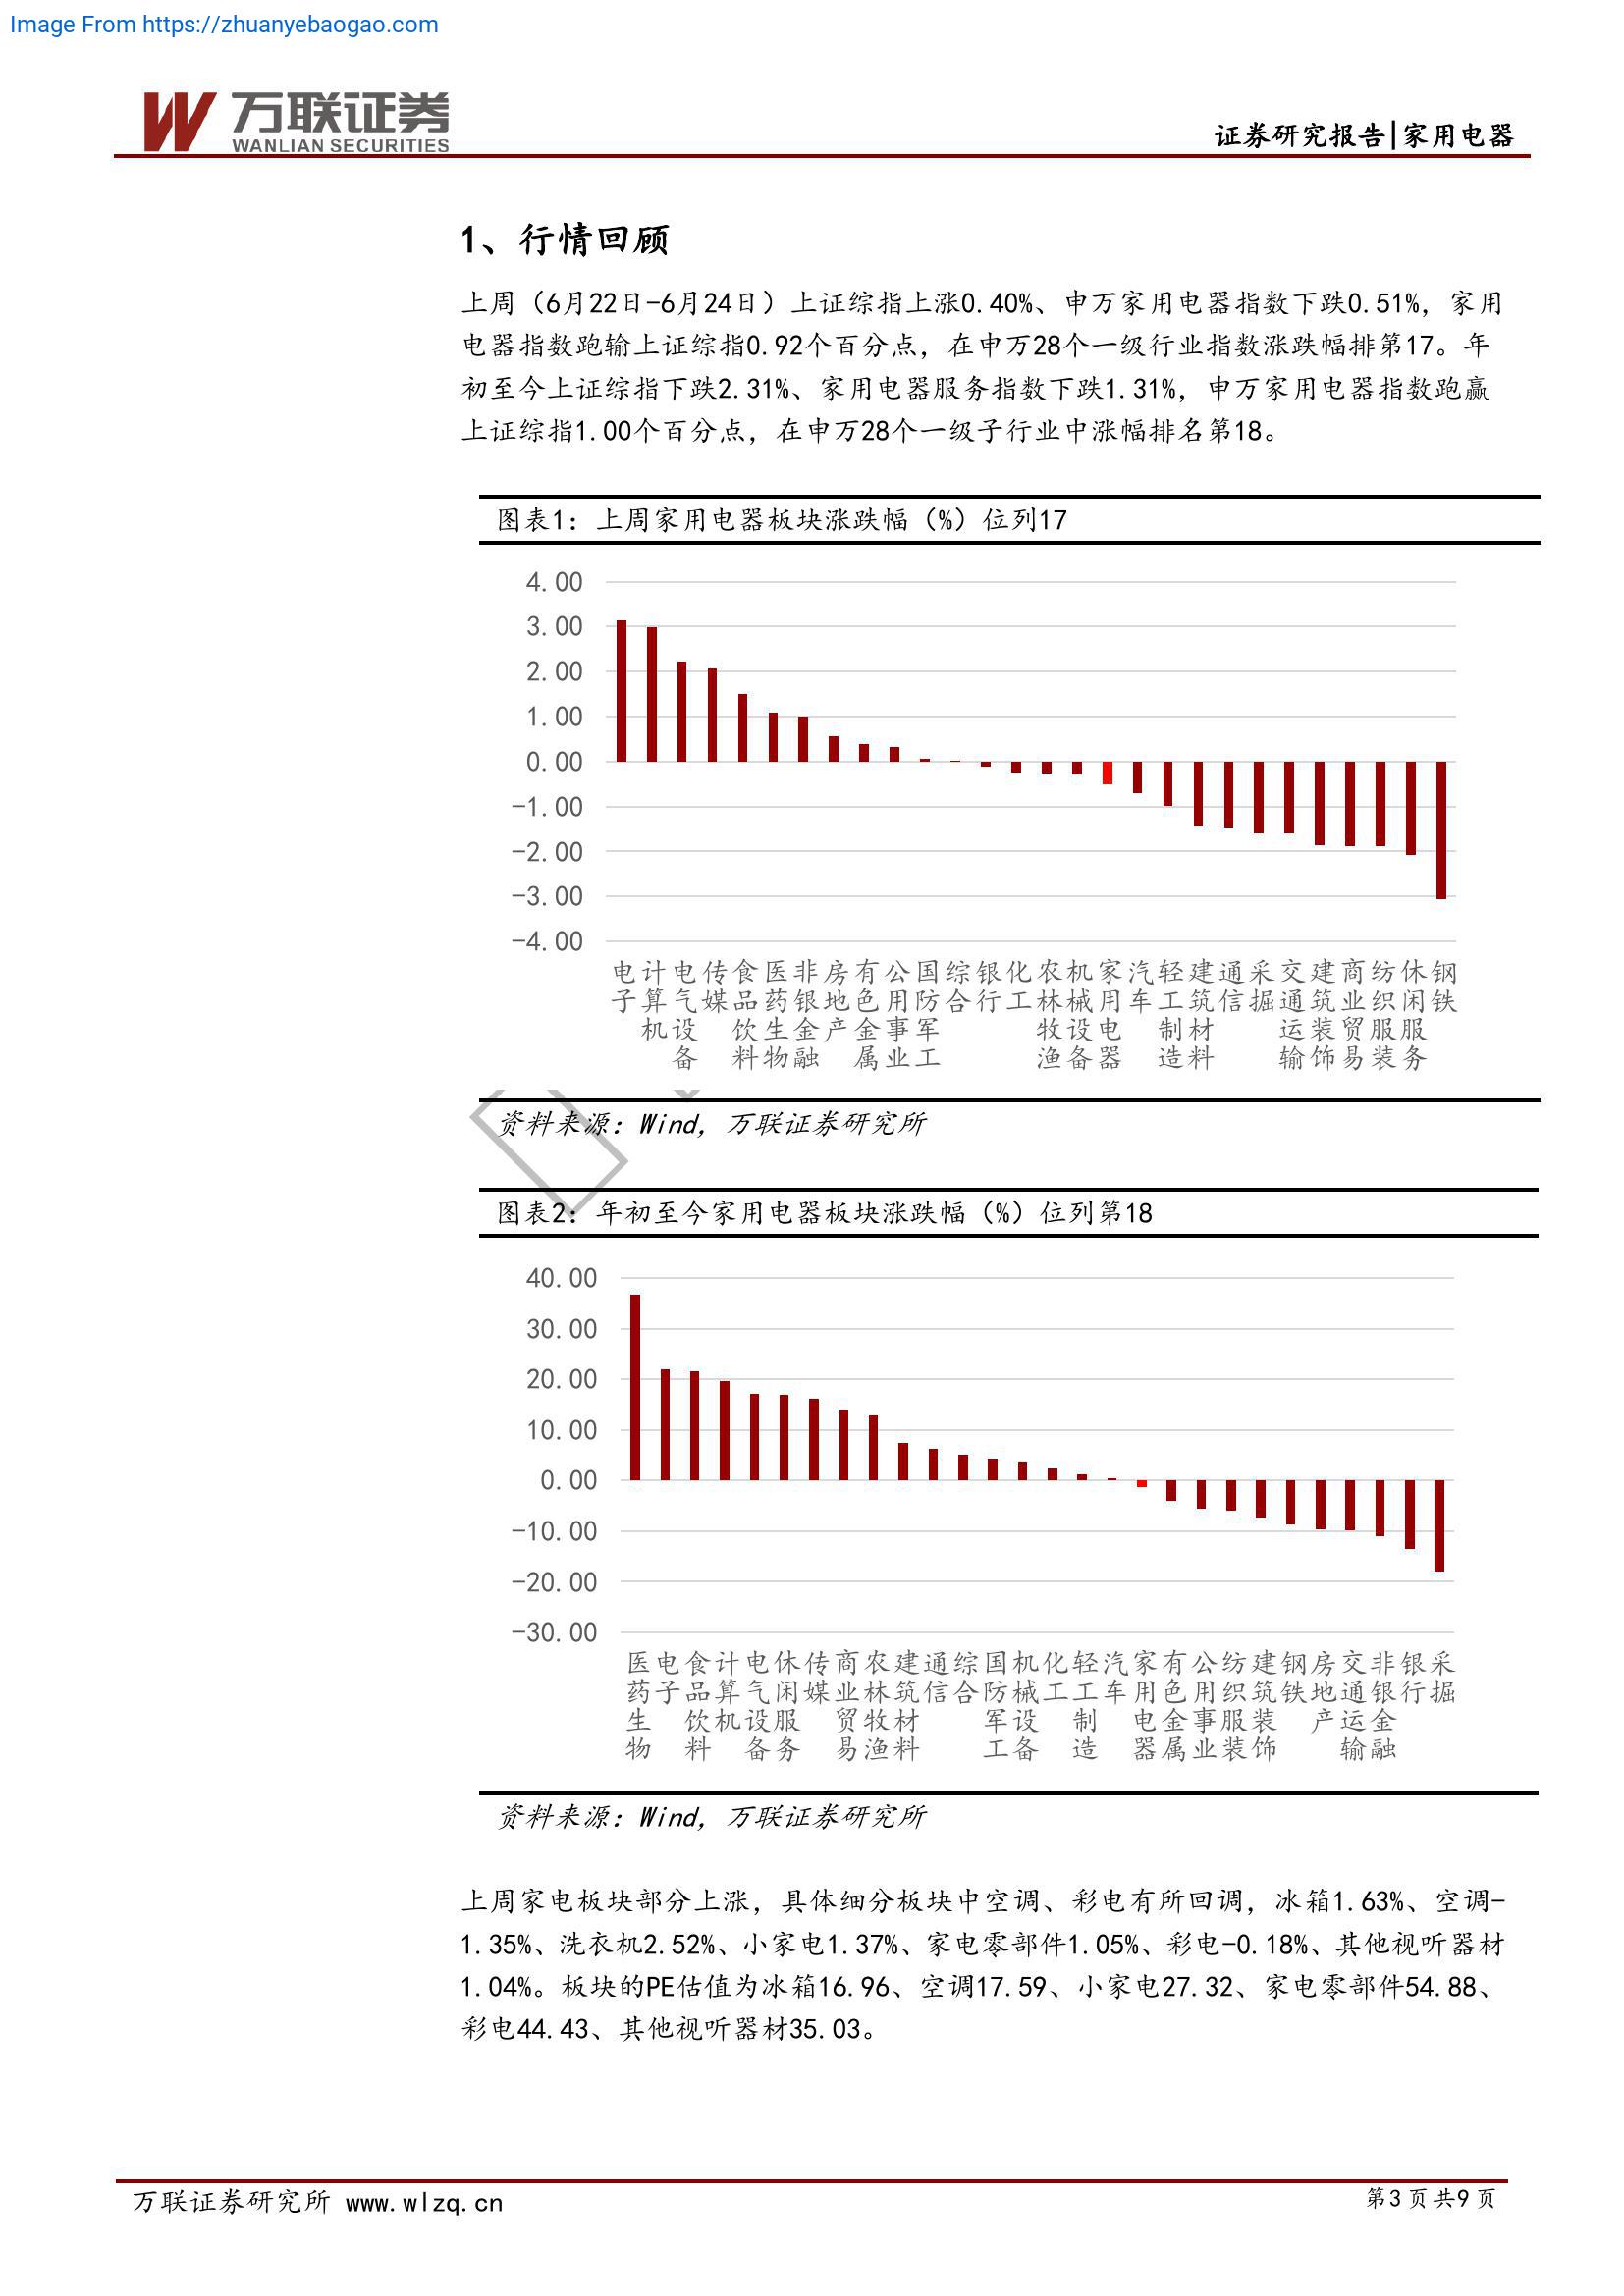 Image From https://zhuanyebaogao.com
万联证券
WANLIAN SECURITIES
证券研究报告|家用电器
1、行情回顾
上周（6月22日-6月24日）上证综指上涨0.40%、申万家用电器指数下跌0.51%，家用
电器指数跑输上证综指0.92个百分点，在申万28个一级行业指数涨跌幅排第17。年
初至今上证综指下跌2.31%、家用电器服务指数下跌1.31%，申万家用电器指数跑赢
上证综指1.00个百分点，在申万28个一级子行业中涨幅排名第18。
图表1：上周家用电器板块涨跌幅（%）位列17
4.00
3.00
2.00
1.00
0.00
-1.00
-2.00
-3.00
-4.00
电子
计算机
电气设备
传媒
食品饮料
医药生物
非银金融
房地产
有色金属
公用事业
国防军工
综合
银行
化工
农林牧渔
机械设备
家用电器
汽车
轻工制造
建筑材料
通信
采掘
交通运输
建筑装饰
商业贸易
纺织服装
休闲服务
钢铁
资料来源：Wind，万联证券研究所
图表2：年初至今家用电器板块涨跌幅（%）位列第18
40.00
30.00
20.00
10.00
0.00
-10.00
-20.00
-30.00
医药生物
电子
食品饮料
计算机
电气设备
休闲服务
传媒
商业贸易
农林牧渔
建筑材料
通信
综合
国防军工
机械设备
化工
轻工制造
汽车
家用电器
有色金属
公用事业
纺织服装
建筑装饰
钢铁
房地产
交通运输
非银金融
银行
采掘
资料来源：Wind，万联证券研究所
上周家电板块部分上涨，具体细分板块中空调、彩电有所回调，冰箱1.63%、空调-
1.35%、洗衣机2.52%、小家电1.37%、家电零部件1.05%、彩电-0.18%、其他视听器材
1.04%。板块的PE估值为冰箱16.96、空调17.59、小家电27.32、家电零部件54.88、
彩电44.43、其他视听器材35.03。
万联证券研究所 www.wlzq.cn
第3页共9页